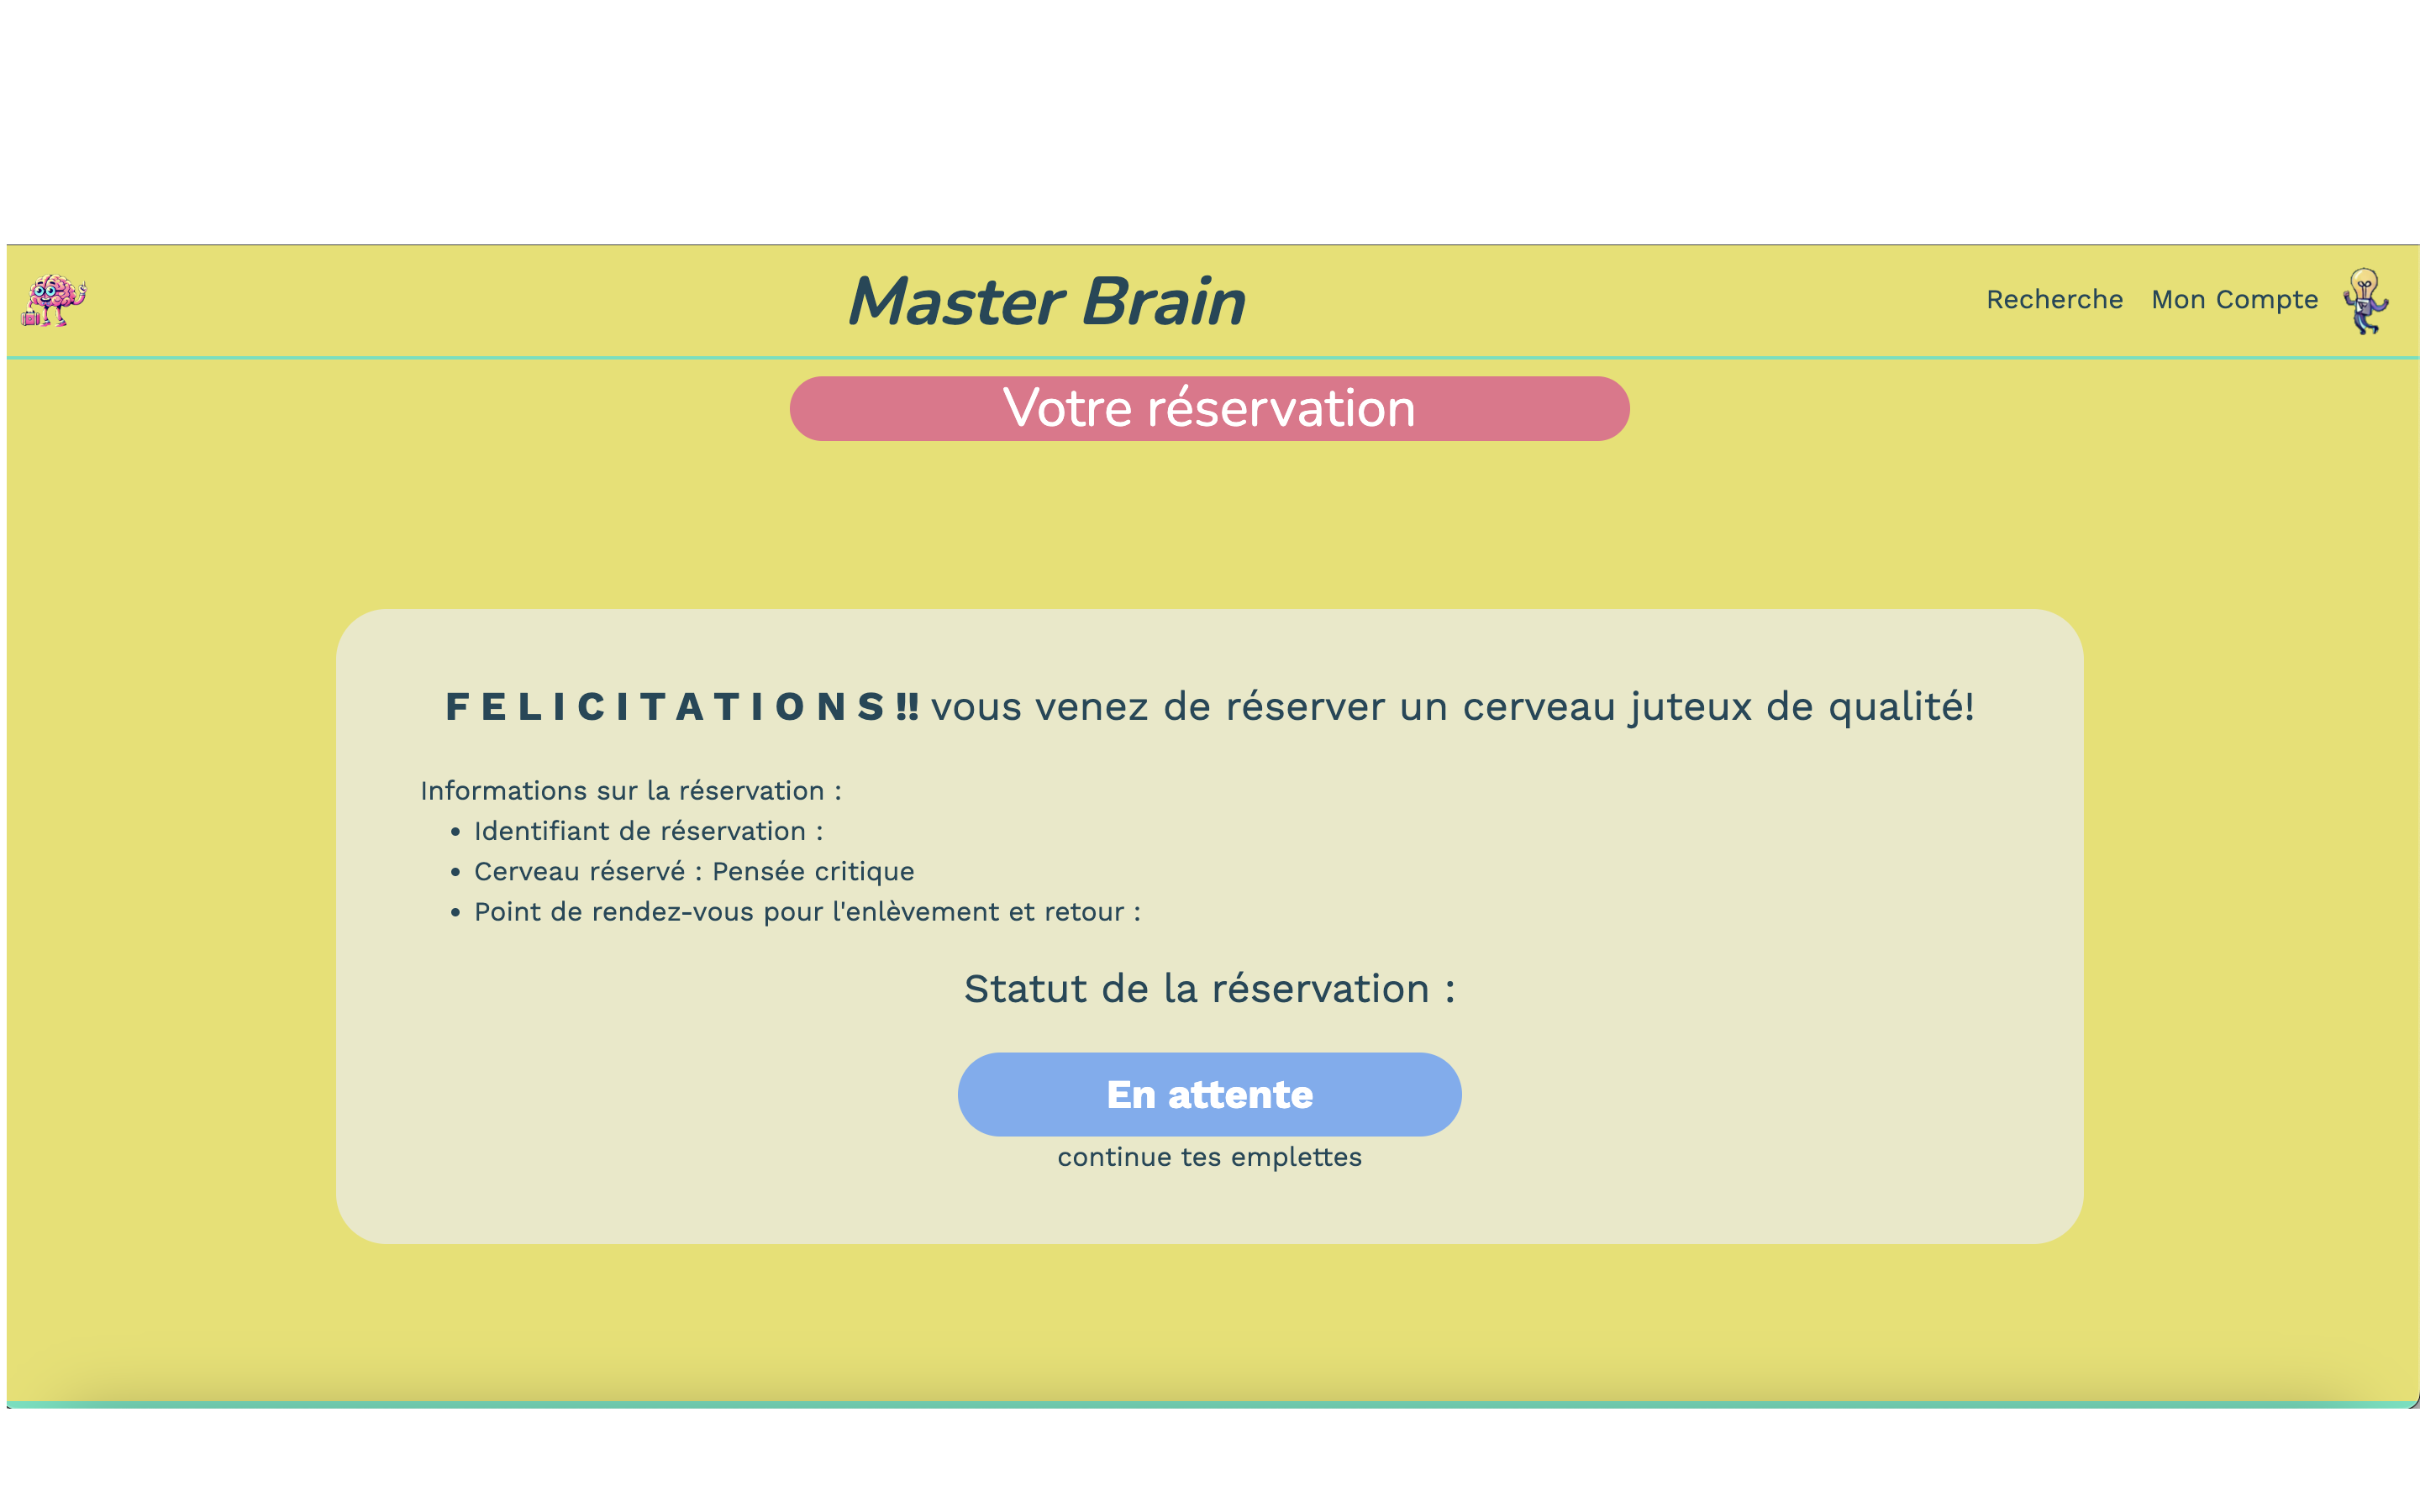 Master Brain
Recherche Mon Compte
Votre réservation
FELICITATIONS!! vous venez de réserver un cerveau juteux de qualité!
Informations sur la réservation :
• Identifiant de réservation :
• Cerveau réservé : Pensée critique
• Point de rendez-vous pour l'enlèvement et retour :
Statut de la réservation :
En attente
continue tes emplettes